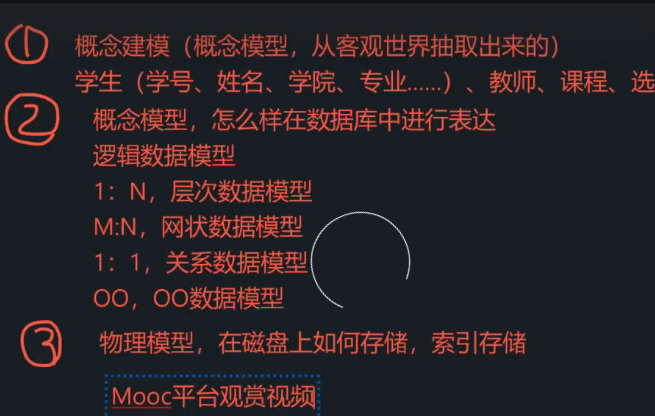 ① 概念建模（概念模型，从客观世界抽取出来的）
学生（学号、姓名、学院、专业......）、教师、课程、选
② 概念模型，怎么样在数据库中进行表达
逻辑数据模型
1：N，层次数据模型
M:N，网状数据模型
1：1，关系数据模型
OO，OO数据模型
③ 物理模型，在磁盘上如何存储，索引存储
Mooc平台观赏视频